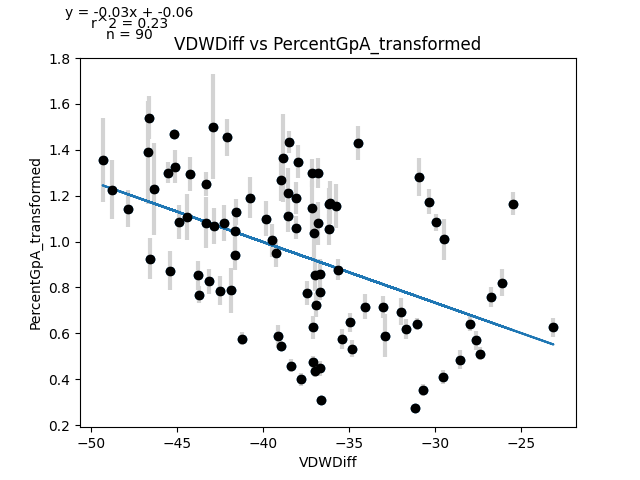 y = -0.03x + -0.06
r^2 = 0.23
n = 90
VDWDiff vs PercentGpA_transformed
1.8
1.6
1.4
1.2
1.0
0.8
0.6
0.4
0.2
PercentGpA_transformed
−50
−45
−40
−35
−30
−25
VDWDiff